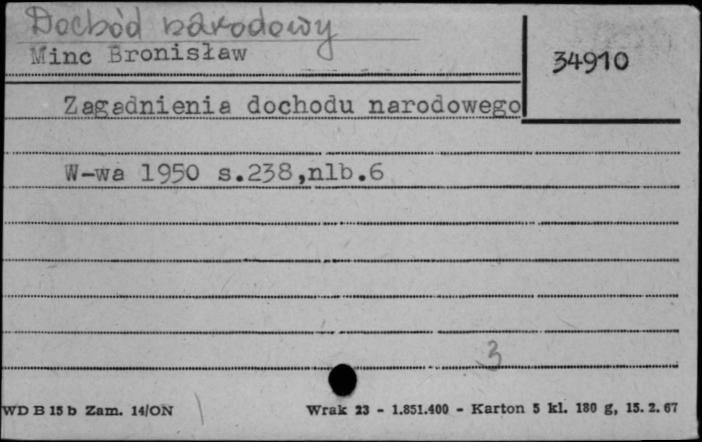 Dochód narodowy
Minc Bronisław
34910
Zagadnienia dochodu narodowego
W-wa 1950 s.238,nlb.6
3
WD B 15 b Zam. 14/ON
Wrak 23 - 1.851.400 - Karton 5 kl. 180 g, 15. 2. 67